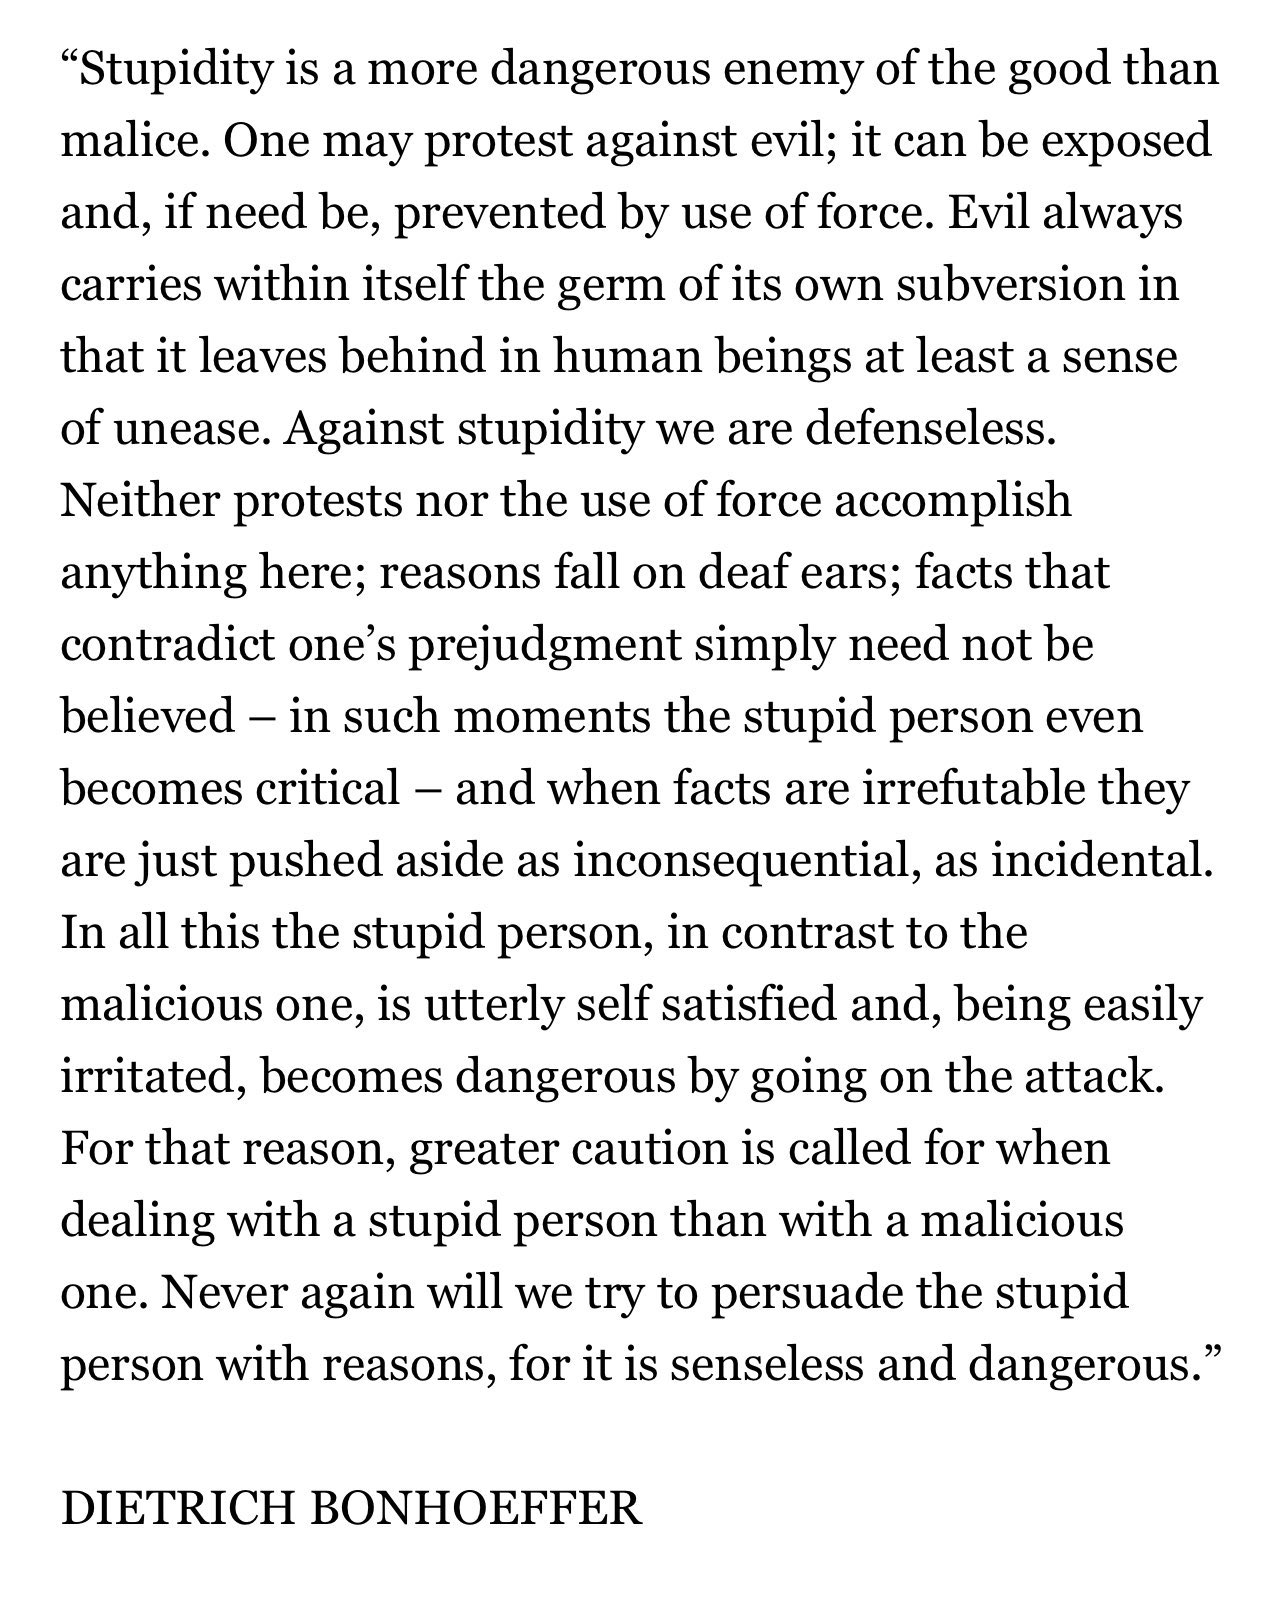 “Stupidity is a more dangerous enemy of the good than
malice. One may protest against evil; it can be exposed
and, if need be, prevented by use of force. Evil always
carries within itself the germ of its own subversion in
that it leaves behind in human beings at least a sense
of unease. Against stupidity we are defenseless.
Neither protests nor the use of force accomplish
anything here; reasons fall on deaf ears; facts that
contradict one’s prejudgment simply need not be
believed – in such moments the stupid person even
becomes critical – and when facts are irrefutable they
are just pushed aside as inconsequential, as incidental.
In all this the stupid person, in contrast to the
malicious one, is utterly self satisfied and, being easily
irritated, becomes dangerous by going on the attack.
For that reason, greater caution is called for when
dealing with a stupid person than with a malicious
one. Never again will we try to persuade the stupid
person with reasons, for it is senseless and dangerous.”
DIETRICH BONHOEFFER